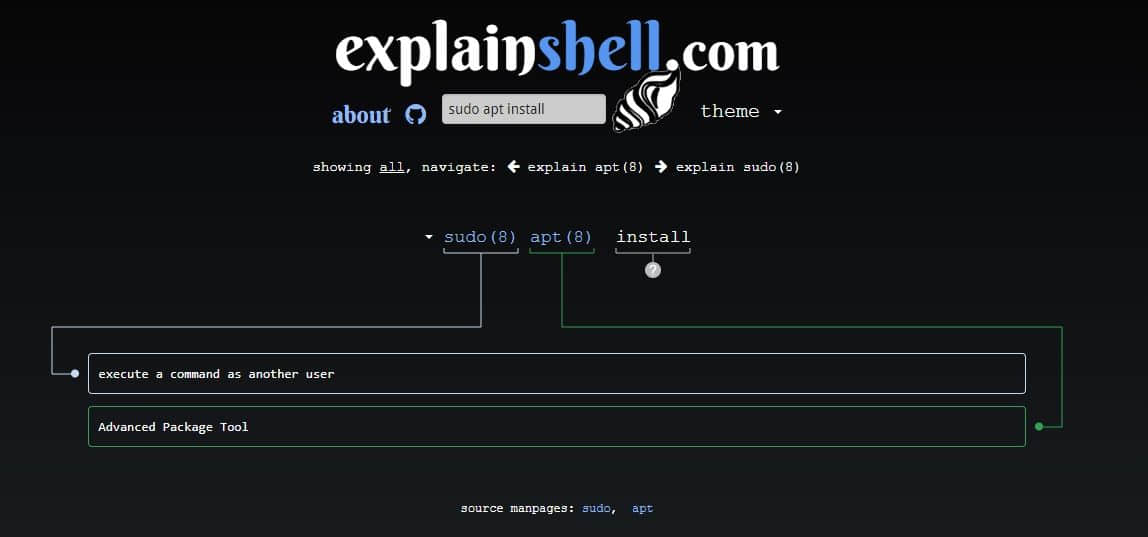 explainshell.com
about sudo apt install theme
showing all, navigate: explain apt(8) explain sudo(8)
sudo(8) apt(8) install
?
execute a command as another user
Advanced Package Tool
source manpages: sudo, apt